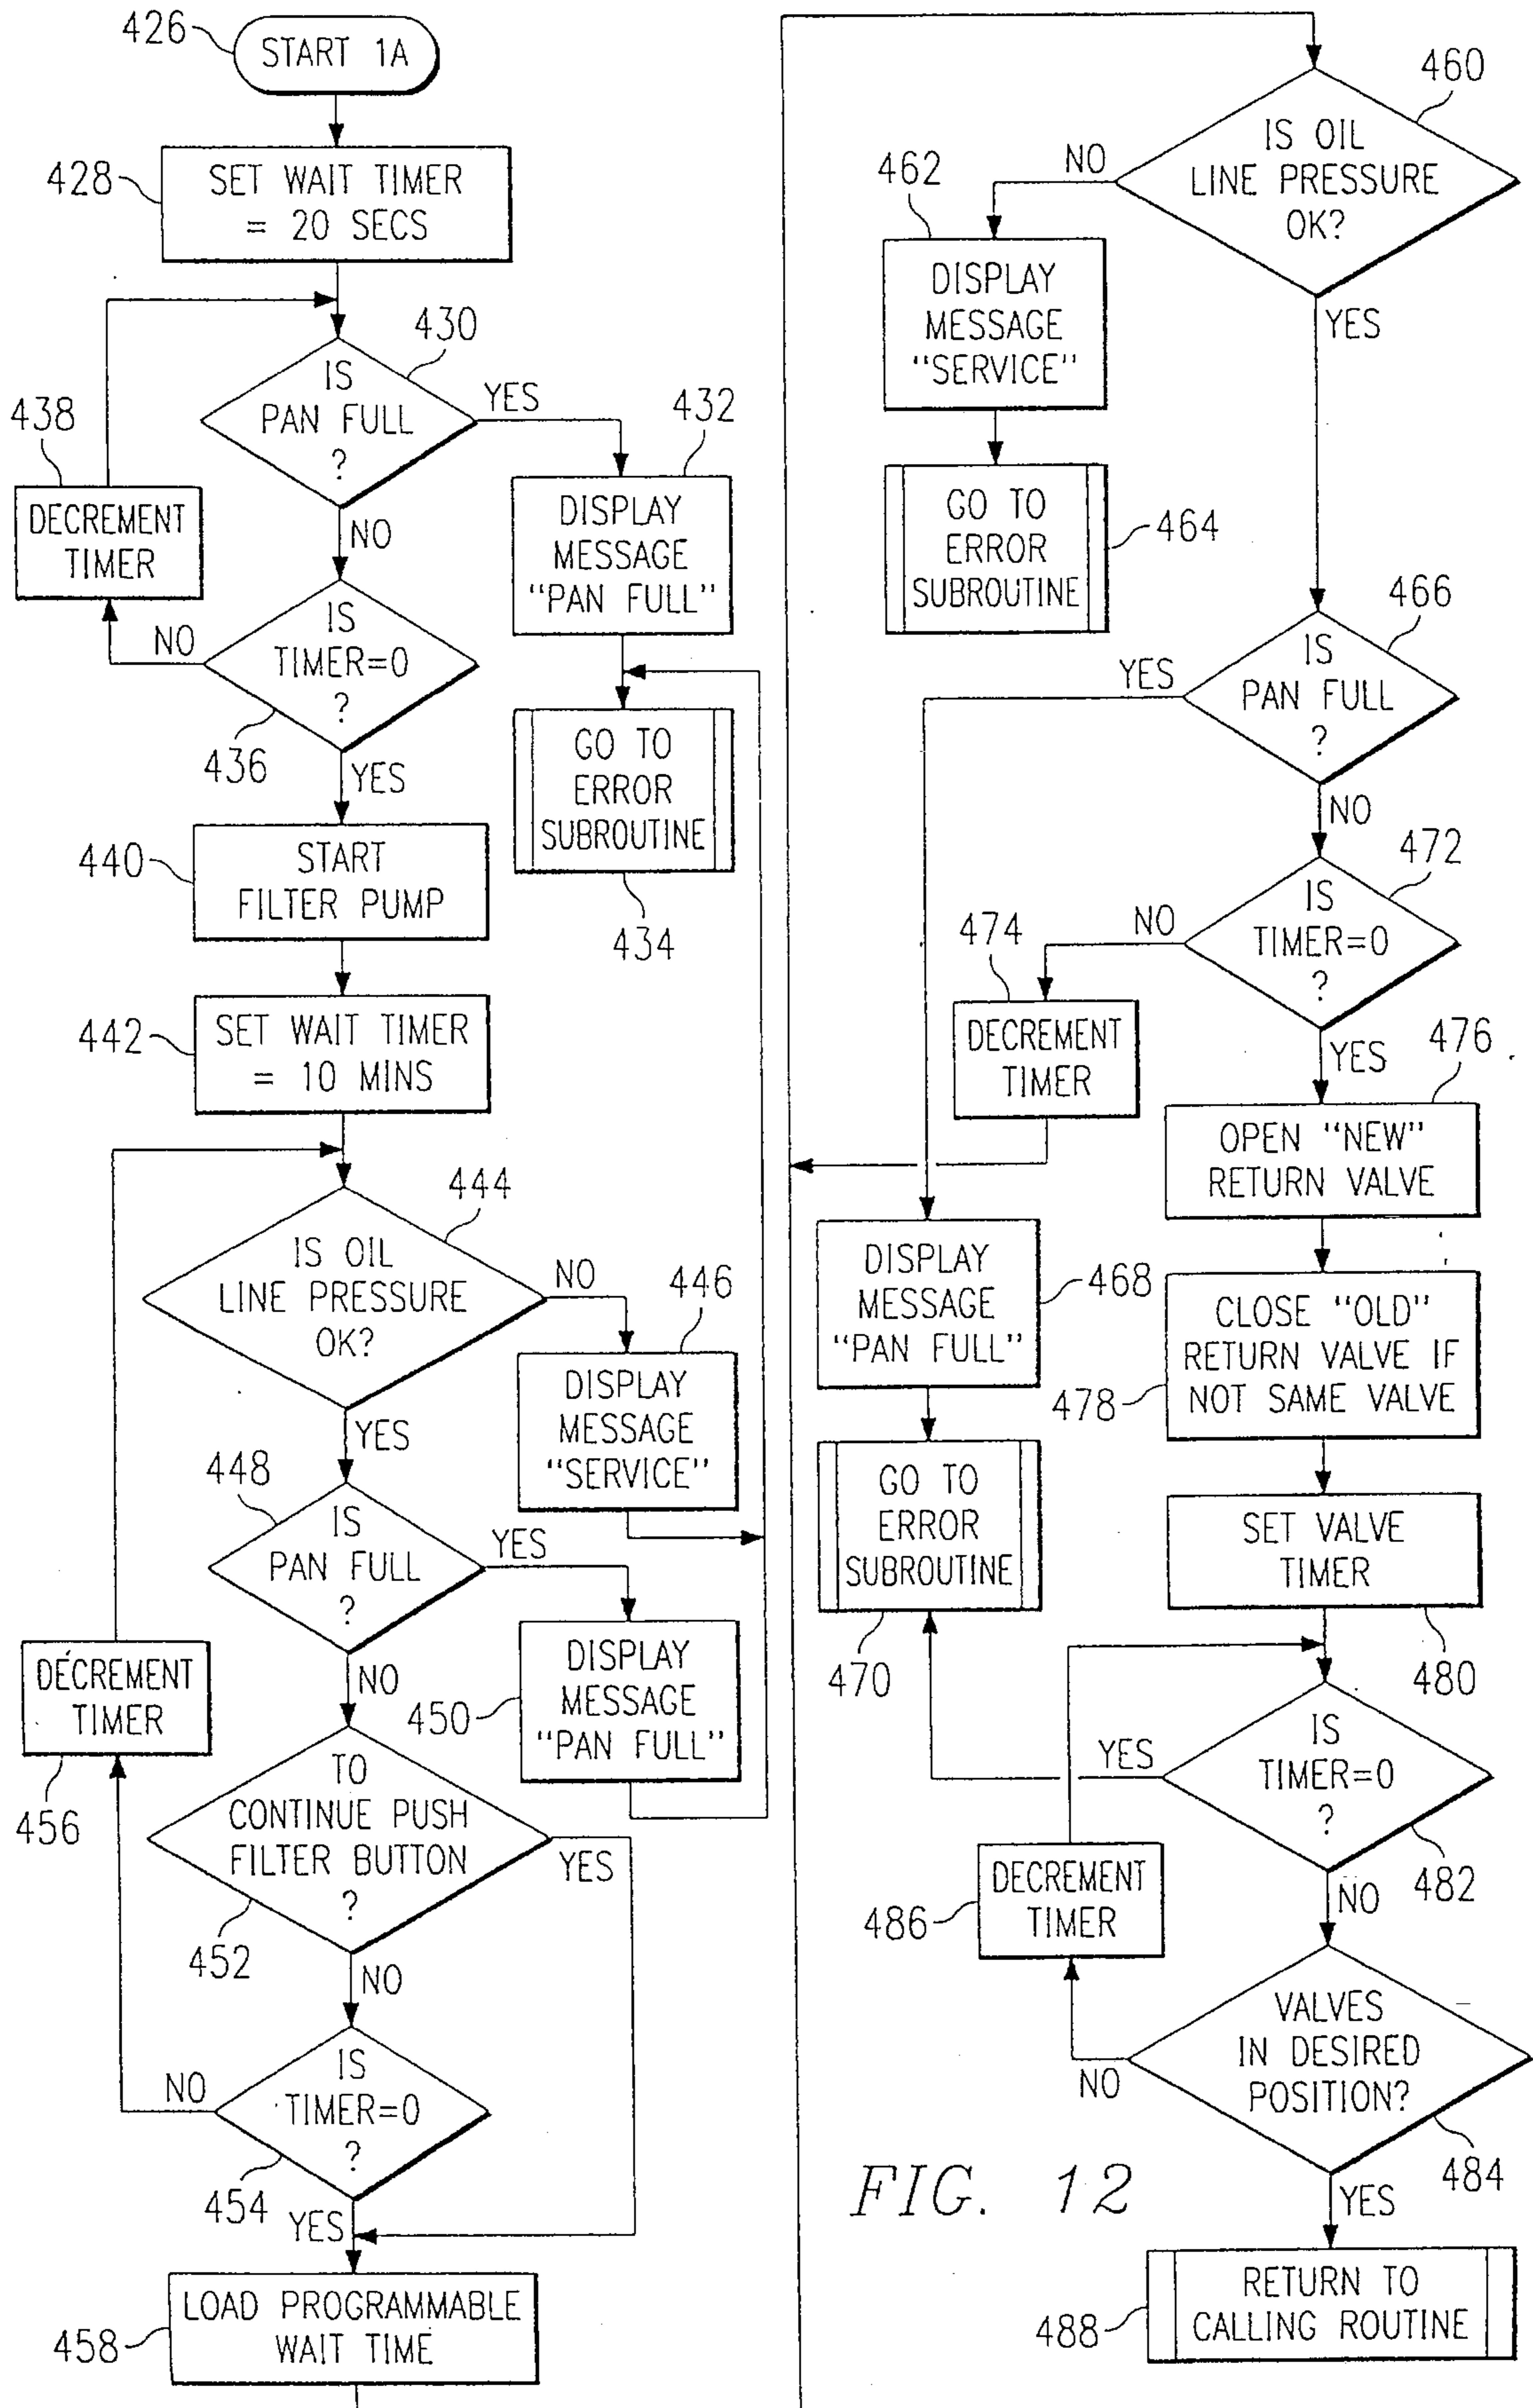 426
START 1A
428
SET WAIT TIMER
= 20 SECS
430
IS
PAN FULL
?
YES
NO
432
DISPLAY
MESSAGE
"PAN FULL"
438
DECREMENT
TIMER
NO
IS
TIMER=0
?
436
YES
GO TO
ERROR
SUBROUTINE
434
440
START
FILTER PUMP
442
SET WAIT TIMER
= 10 MINS
444
IS OIL
LINE PRESSURE
OK?
NO
446
DISPLAY
MESSAGE
"SERVICE"
YES
448
IS
PAN FULL
?
YES
NO
450
DISPLAY
MESSAGE
"PAN FULL"
DECREMENT
TIMER
456
TO
CONTINUE PUSH
FILTER BUTTON
?
YES
452
NO
IS
TIMER=0
?
NO
454
YES
458
LOAD PROGRAMMABLE
WAIT TIME
460
IS OIL
LINE PRESSURE
OK?
NO
YES
462
DISPLAY
MESSAGE
"SERVICE"
GO TO
ERROR
SUBROUTINE
464
466
IS
PAN FULL
?
YES
NO
472
IS
TIMER=0
?
NO
474
DECREMENT
TIMER
YES
476
OPEN "NEW"
RETURN VALVE
DISPLAY
MESSAGE
"PAN FULL"
468
CLOSE "OLD"
RETURN VALVE IF
NOT SAME VALVE
478
GO TO
ERROR
SUBROUTINE
470
SET VALVE
TIMER
480
IS
TIMER=0
?
YES
482
NO
DECREMENT
TIMER
486
VALVES
IN DESIRED
POSITION?
NO
484
YES
488
RETURN TO
CALLING ROUTINE
FIG. 12